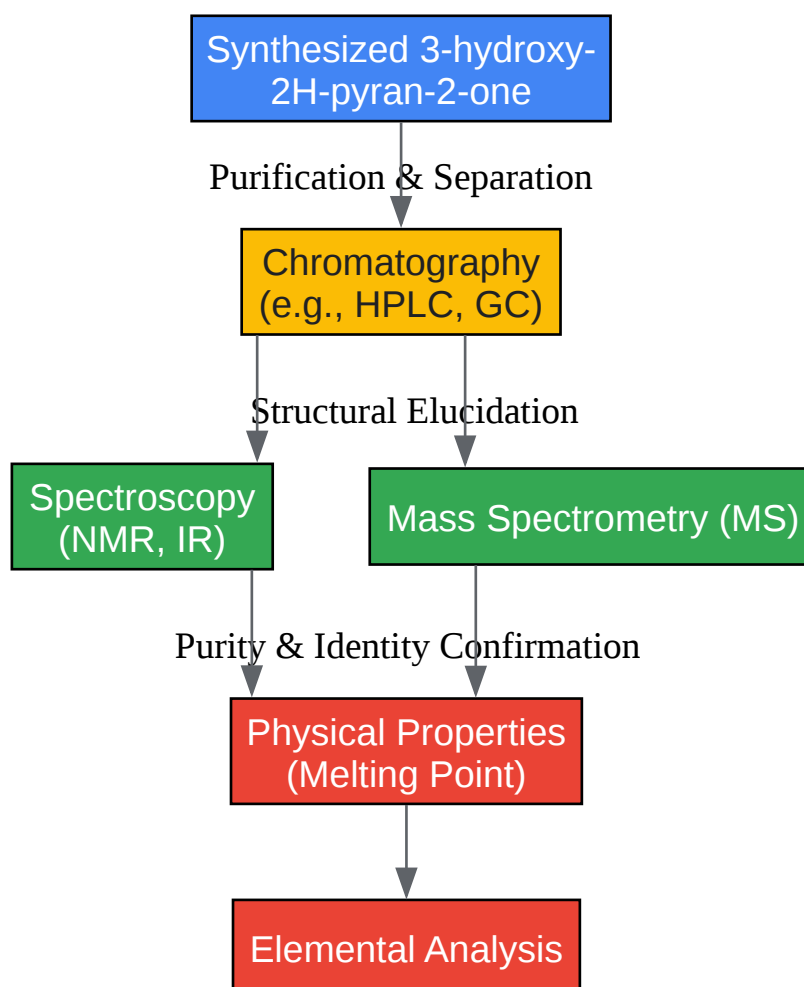 Synthesized 3-hydroxy-
2H-pyran-2-one
Purification & Separation
Chromatography
(e.g., HPLC, GC)
Structural Elucidation
Spectroscopy
(NMR, IR)
Mass Spectrometry (MS)
Purity & Identity Confirmation
Physical Properties
(Melting Point)
Elemental Analysis